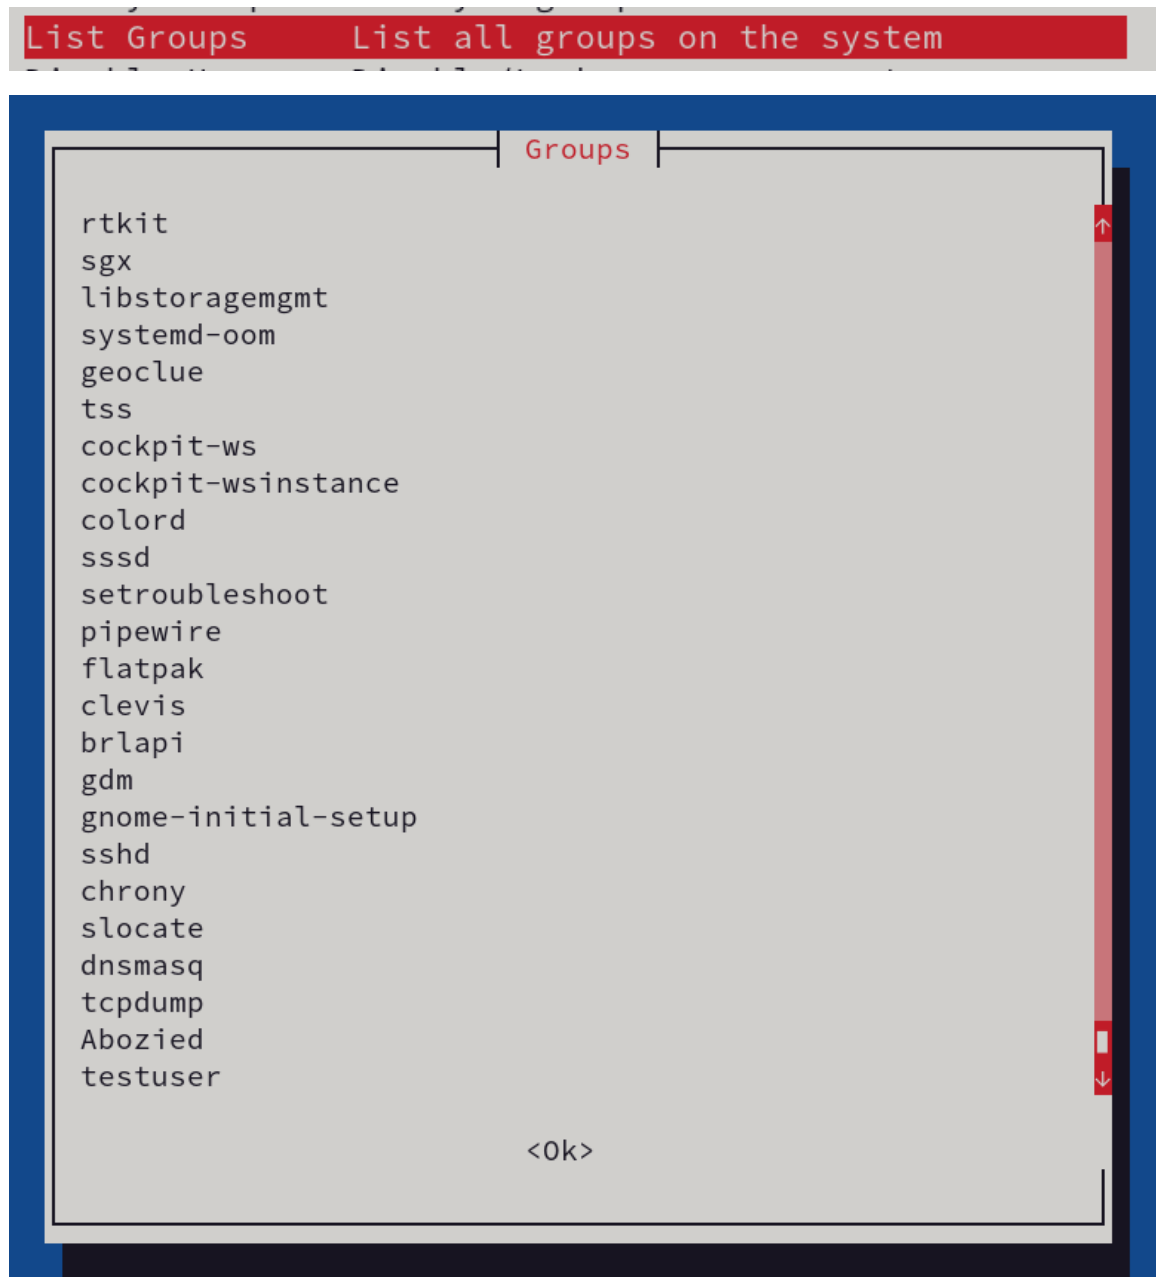 List Groups List all groups on the system
Groups
rtkit
sgx
libstoragemgmt
systemd-oom
geoclue
tss
cockpit-ws
cockpit-wsinstance
colord
sssd
setroubleshoot
pipewire
flatpak
clevis
brlapi
gdm
gnome-initial-setup
sshd
chrony
slocate
dnsmasq
tcpdump
Abozied
testuser
<Ok>